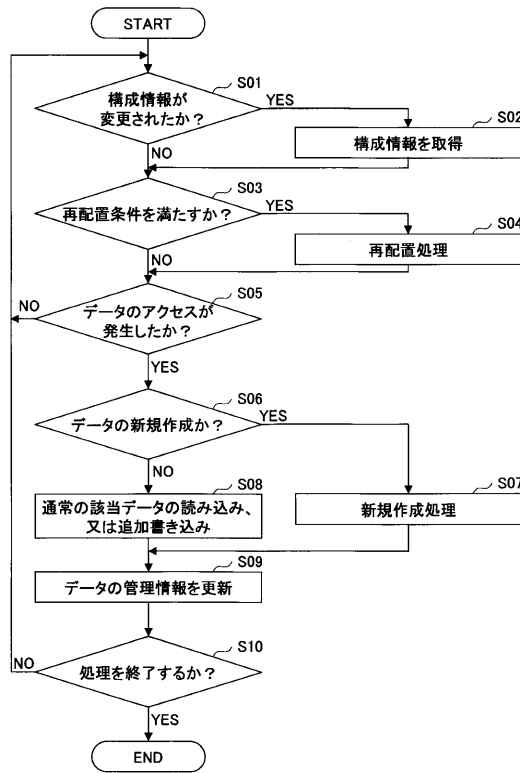 START
S01
構成情報が
変更されたか?
YES
S02
構成情報を取得
NO
S03
再配置条件を満たすか?
YES
S04
再配置処理
NO
S05
データのアクセスが
発生したか?
NO
YES
S06
データの新規作成か?
YES
NO
S08
通常の該当データの読み込み、
又は追加書き込み
S07
新規作成処理
S09
データの管理情報を更新
S10
処理を終了するか?
NO
YES
END